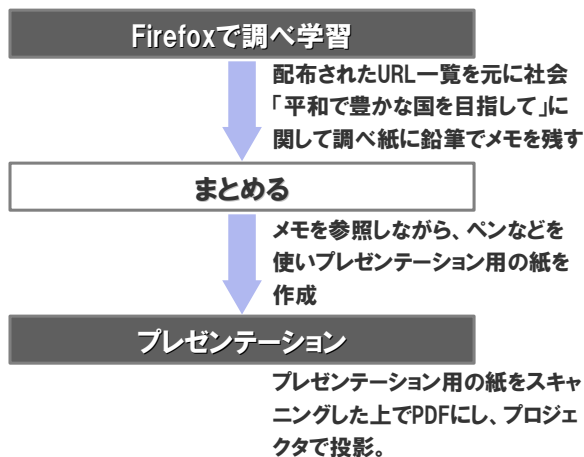 Firefoxで調べ学習
配布されたURL一覧を元に社会
「平和で豊かな国を目指して」に
関して調べ紙に鉛筆でメモを残す
まとめる
メモを参照しながら、ペンなどを
使いプレゼンテーション用の紙を
作成
プレゼンテーション
プレゼンテーション用の紙をスキャ
ニングした上でPDFにし、プロジェ
クタで投影。